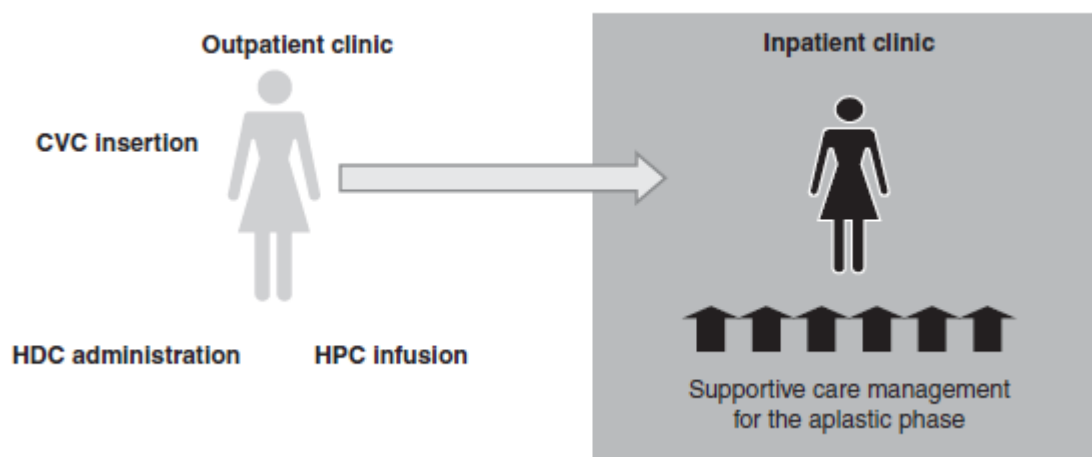 Outpatient clinic
Inpatient clinic
CVC insertion
HDC administration
HPC infusion
Supportive care management
for the aplastic phase